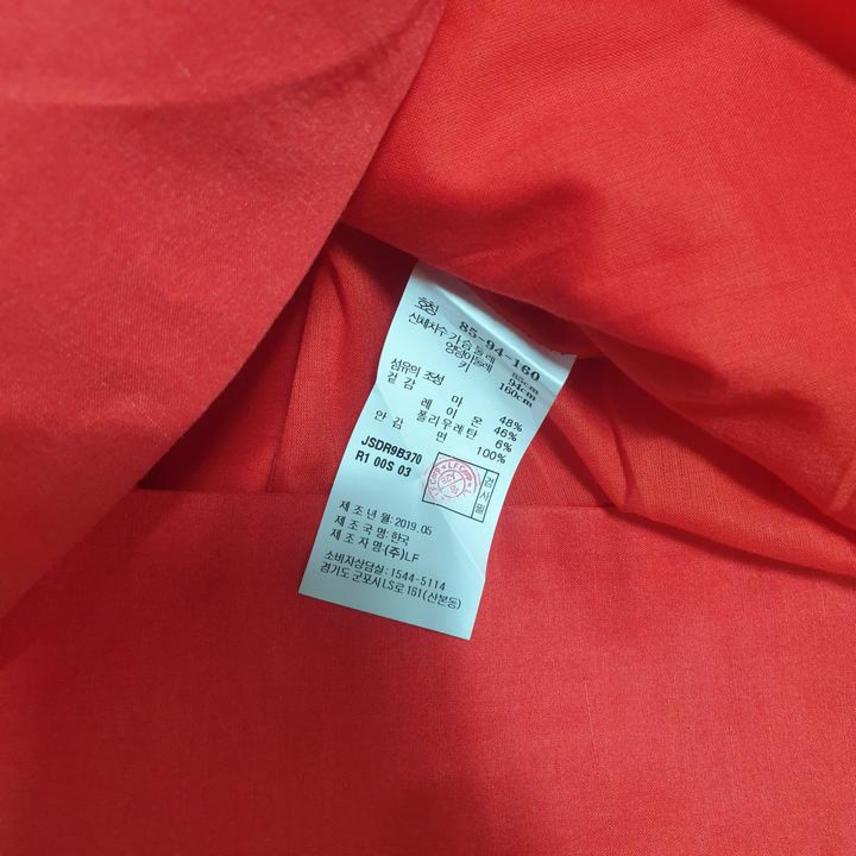 호칭 85-94-160
신체치수 가슴둘레 85cm
엉덩이둘레 94cm
키 160cm
섬유의 조성
겉감 마 48%
레이온 46%
폴리우레탄 6%
안감 면 100%
JSDR9B370
R1 00S 03
검사필
제조년월:2019.05
제조국명:한국
제조자명:(주)LF
소비자상담실:1544-5114
경기도 군포시LS로 161(산본동)